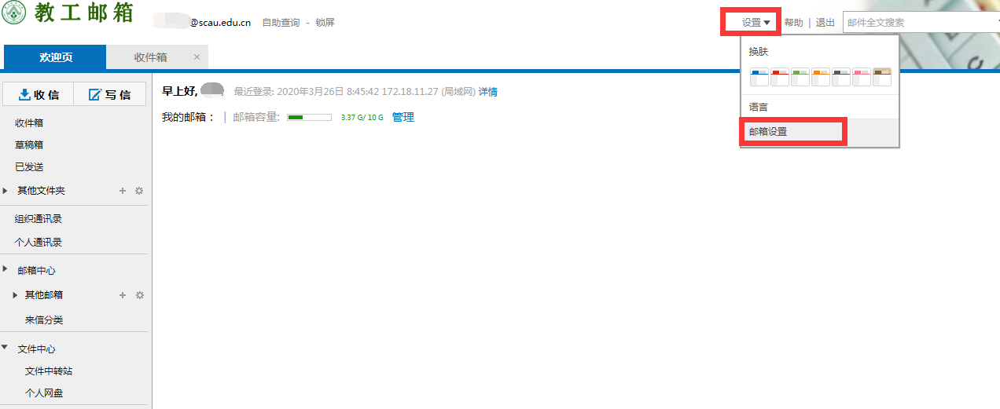 教工邮箱
@scau.edu.cn 自助查询 - 锁屏
设置 帮助 | 退出 邮件全文搜索
欢迎页 收件箱 ×
换肤
语言
邮箱设置
收信 写信
收件箱
草稿箱
已发送
其他文件夹 +
组织通讯录
个人通讯录
邮箱中心
其他邮箱 +
来信分类
文件中心
文件中转站
个人网盘
早上好, 最近登录: 2020年3月26日 8:45:42 172.18.11.27 (局域网) 详情
我的邮箱： | 邮箱容量: 3.37 G/ 10 G 管理